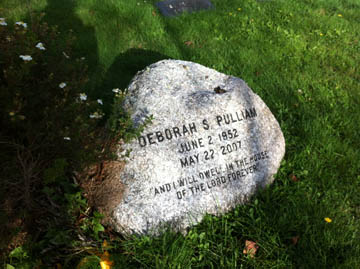 DEBORAH S. PULLIAM
JUNE 2, 1952
MAY 22, 2007
"AND I WILL DWELL IN THE HOUSE
OF THE LORD FOREVER"